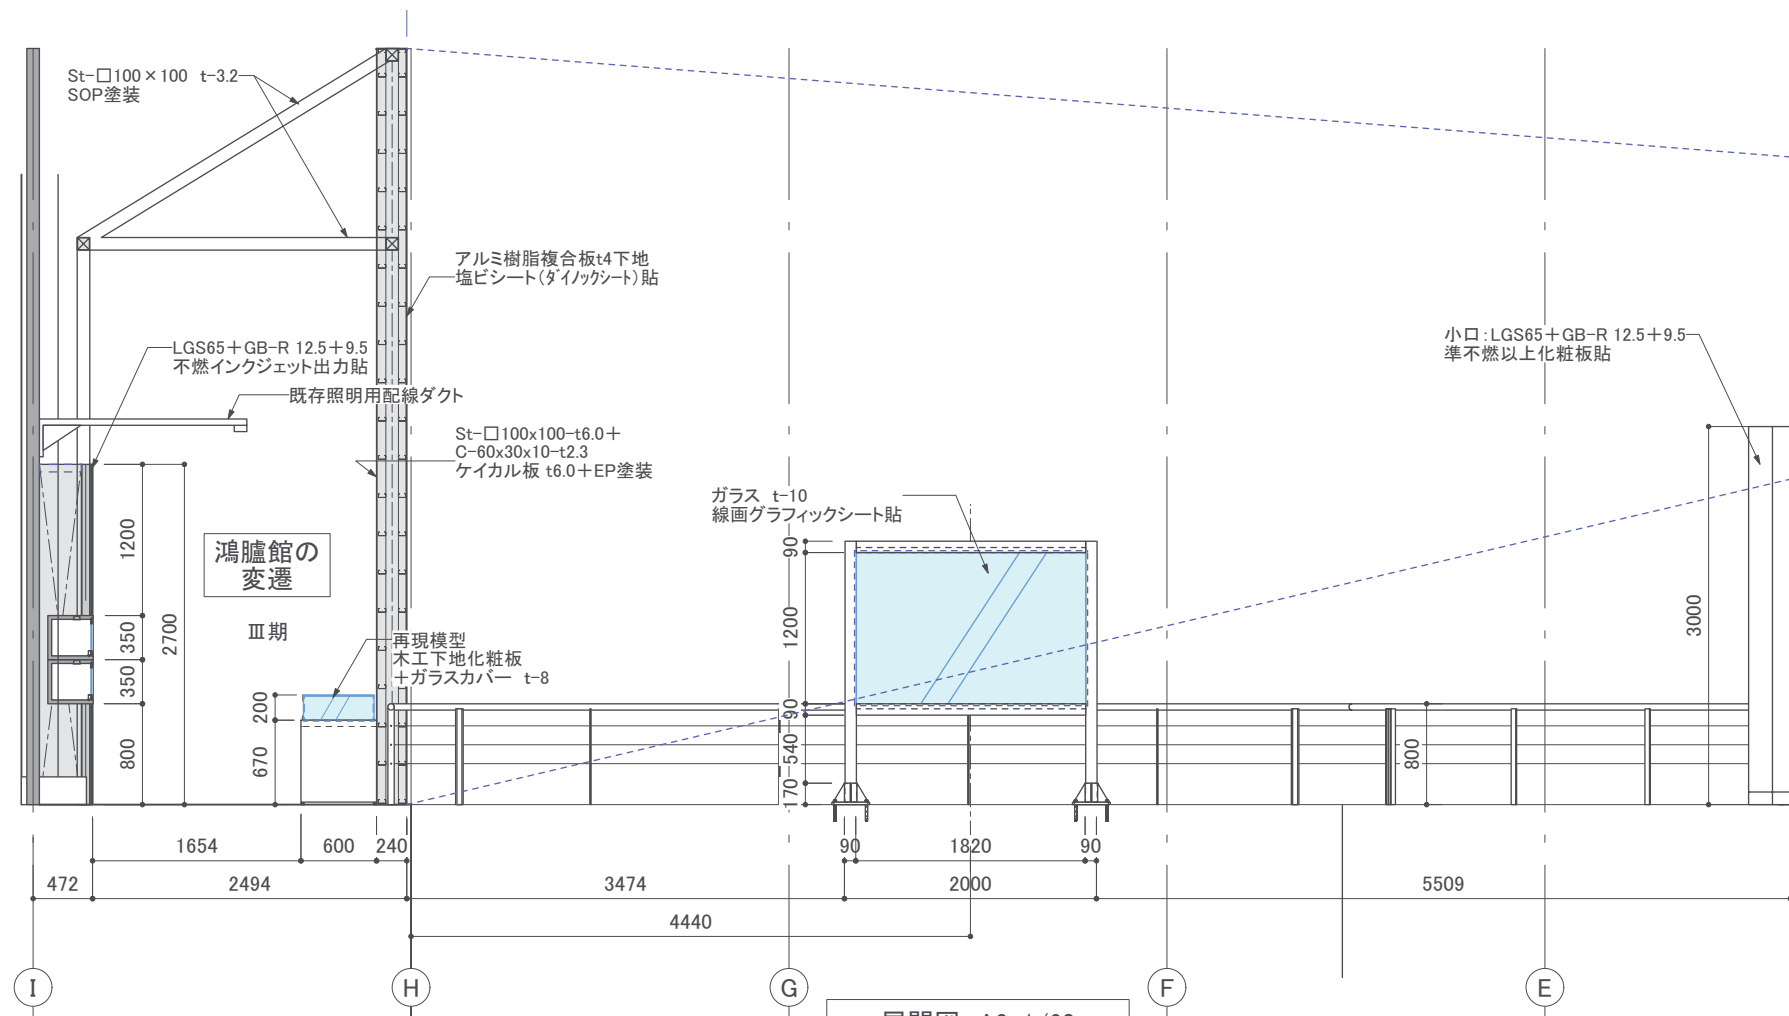 St-□100×100 t-3.2
SOP塗装
アルミ樹脂複合板t4下地
塩ビシート(ダイノックシート)貼
LGS65+GB-R 12.5+9.5
不燃インクジェット出力貼
既存照明用配線ダクト
小口:LGS65+GB-R 12.5+9.5
準不燃以上化粧板貼
St-□100x100-t6.0+
C-60x30x10-t2.3
ケイカル板 t6.0+EP塗装
ガラス t-10
線画グラフィックシート貼
鴻臚館の
変遷
Ⅲ期
再現模型
木工下地化粧板
+ガラスカバー t-8
1200
350
350
800
2700
200
670
90
1200
90
540
170
800
3000
1654
600
240
90
1820
90
472
2494
3474
2000
5509
4440
I
H
G
F
E